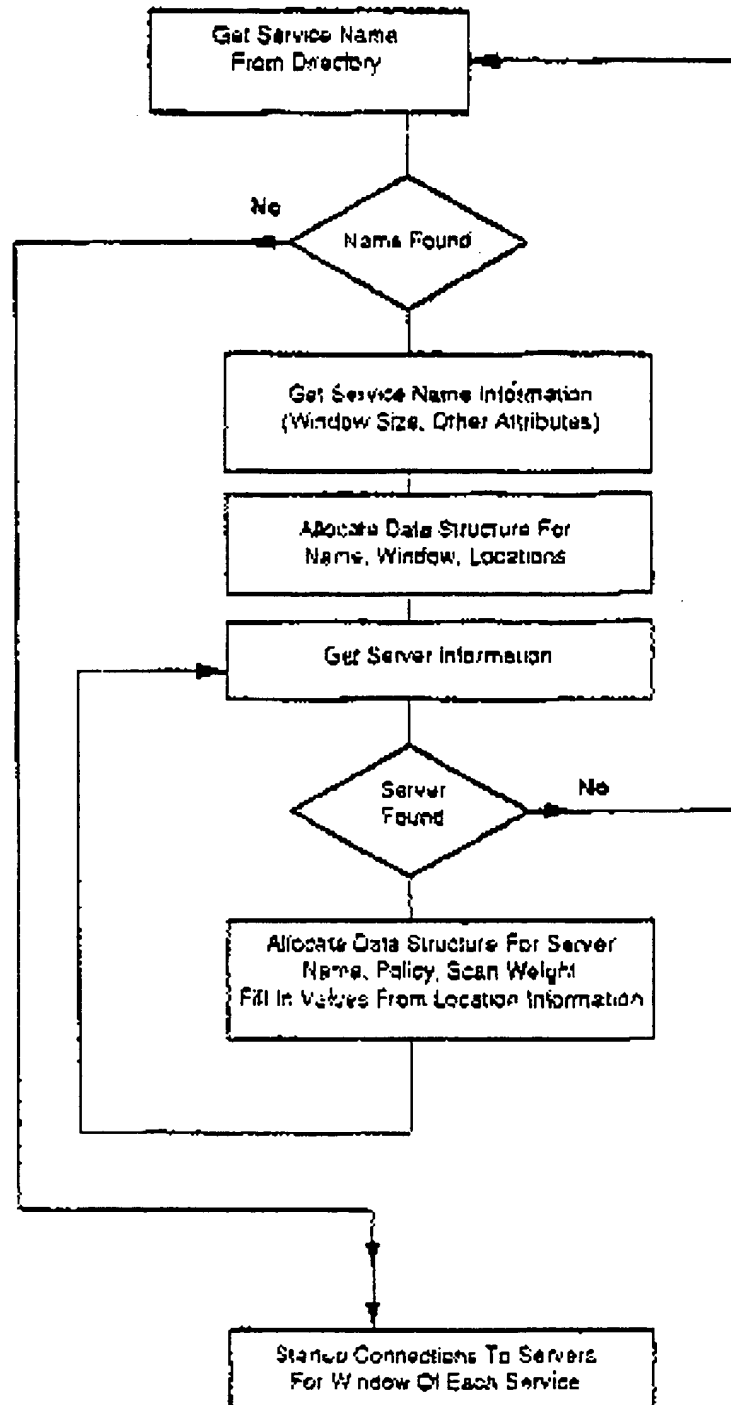 Get Service Name
From Directory
No
Name Found
Get Service Name Information
(Window Size, Other Attributes)
Allocate Data Structure For
Name, Window, Locations
Get Server Information
Server
Found
No
Allocate Data Structure For Server
Name, Policy, Scan Weight
Fill In Values From Location Information
Startup Connections To Servers
For Window Of Each Service